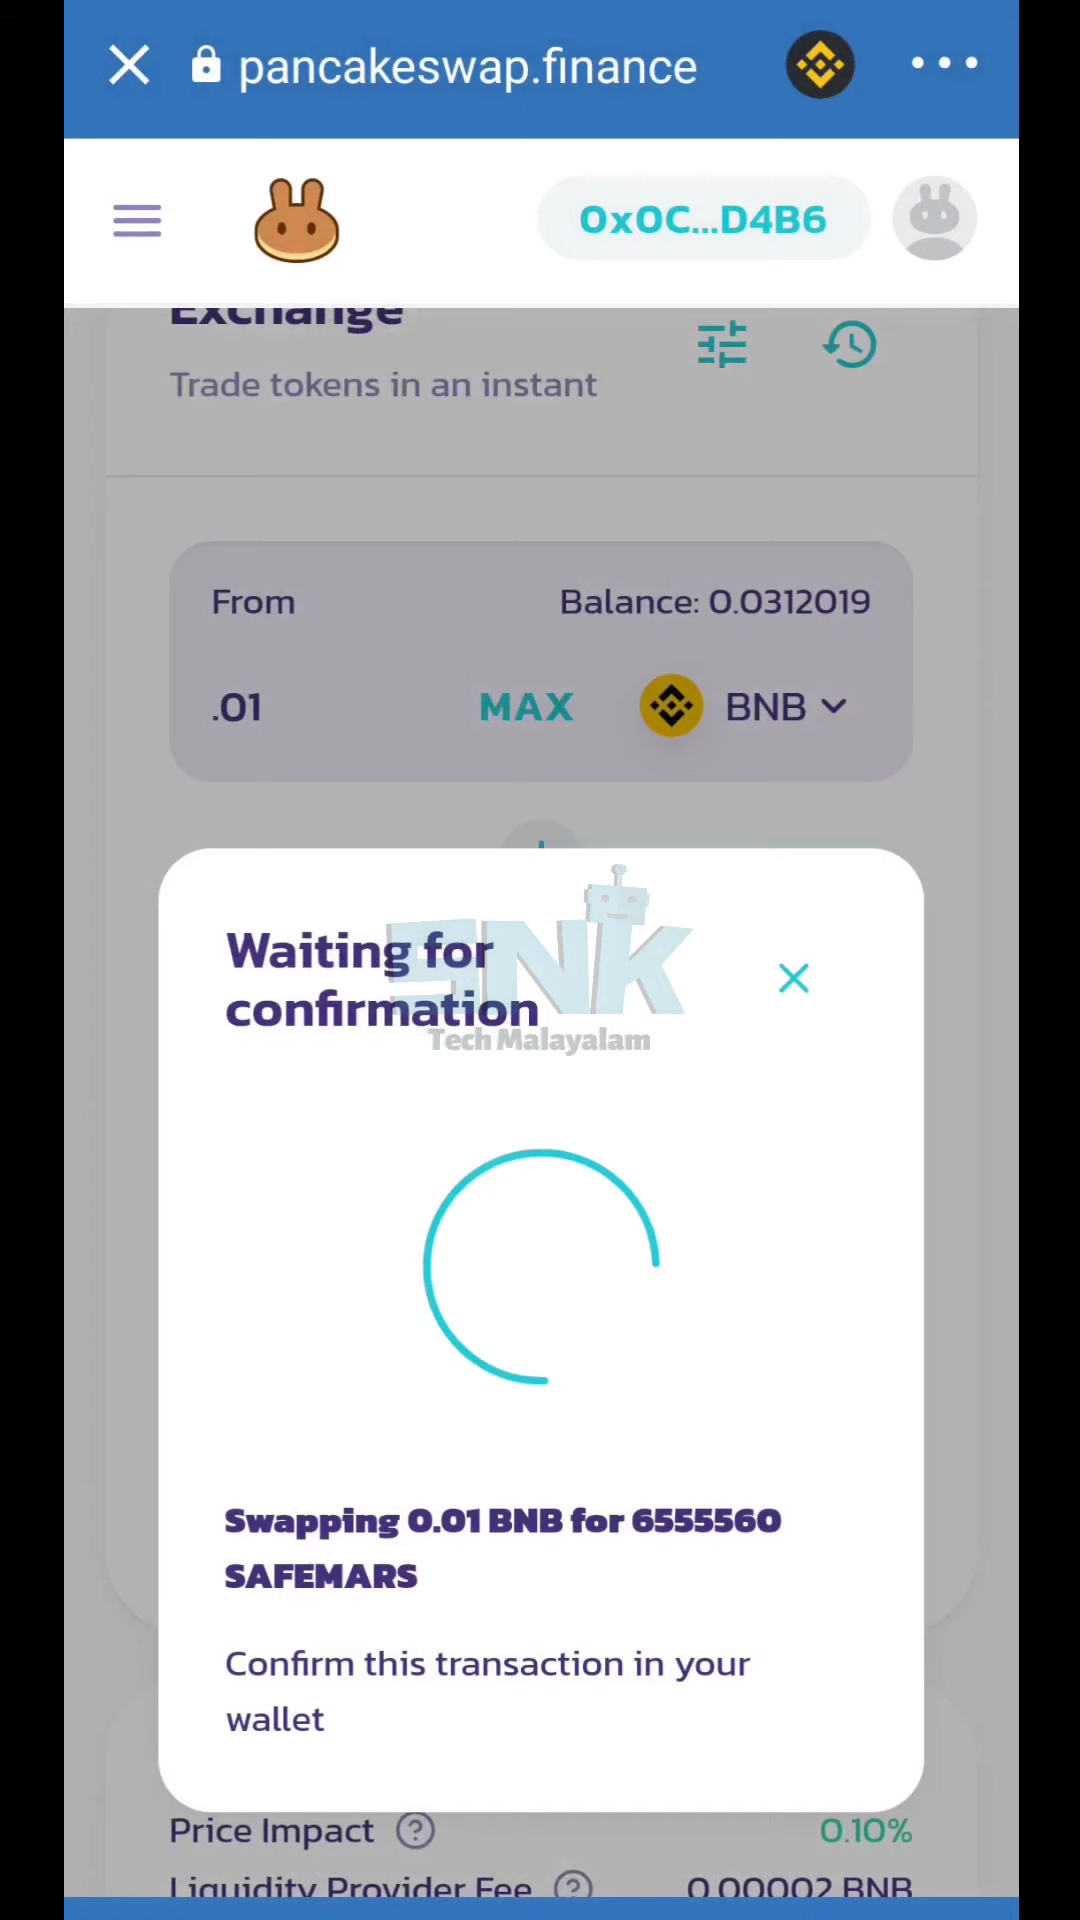 pancakeswap.finance
0x0C...D4B6
Exchange
Trade tokens in an instant
From
Balance: 0.0312019
.01
MAX
BNB
Waiting for
confirmation
SNK
Tech Malayalam
Swapping 0.01 BNB for 6555560
SAFEMARS
Confirm this transaction in your
wallet
Price Impact ?
0.10%
Liquidity Provider Fee ?
0.00002 BNB